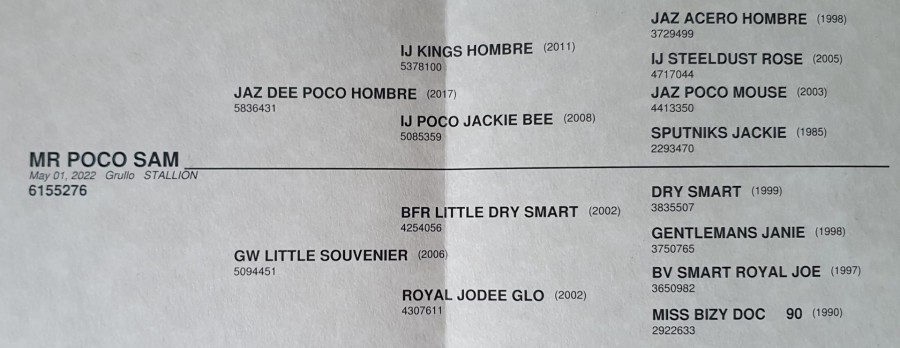 JAZ ACERO HOMBRE (1998)
3729499
IJ KINGS HOMBRE (2011)
5378100
IJ STEELDUST ROSE (2005)
4717044
JAZ DEE POCO HOMBRE (2017)
5836431
JAZ POCO MOUSE (2003)
4413350
IJ POCO JACKIE BEE (2008)
5085359
SPUTNIKS JACKIE (1985)
2293470
MR POCO SAM
May 01, 2022 Grullo STALLION
6155276
DRY SMART (1999)
3835507
BFR LITTLE DRY SMART (2002)
4254056
GENTLEMANS JANIE (1998)
3750765
GW LITTLE SOUVENIER (2006)
5094451
BV SMART ROYAL JOE (1997)
3650982
ROYAL JODEE GLO (2002)
4307611
MISS BIZY DOC 90 (1990)
2922633